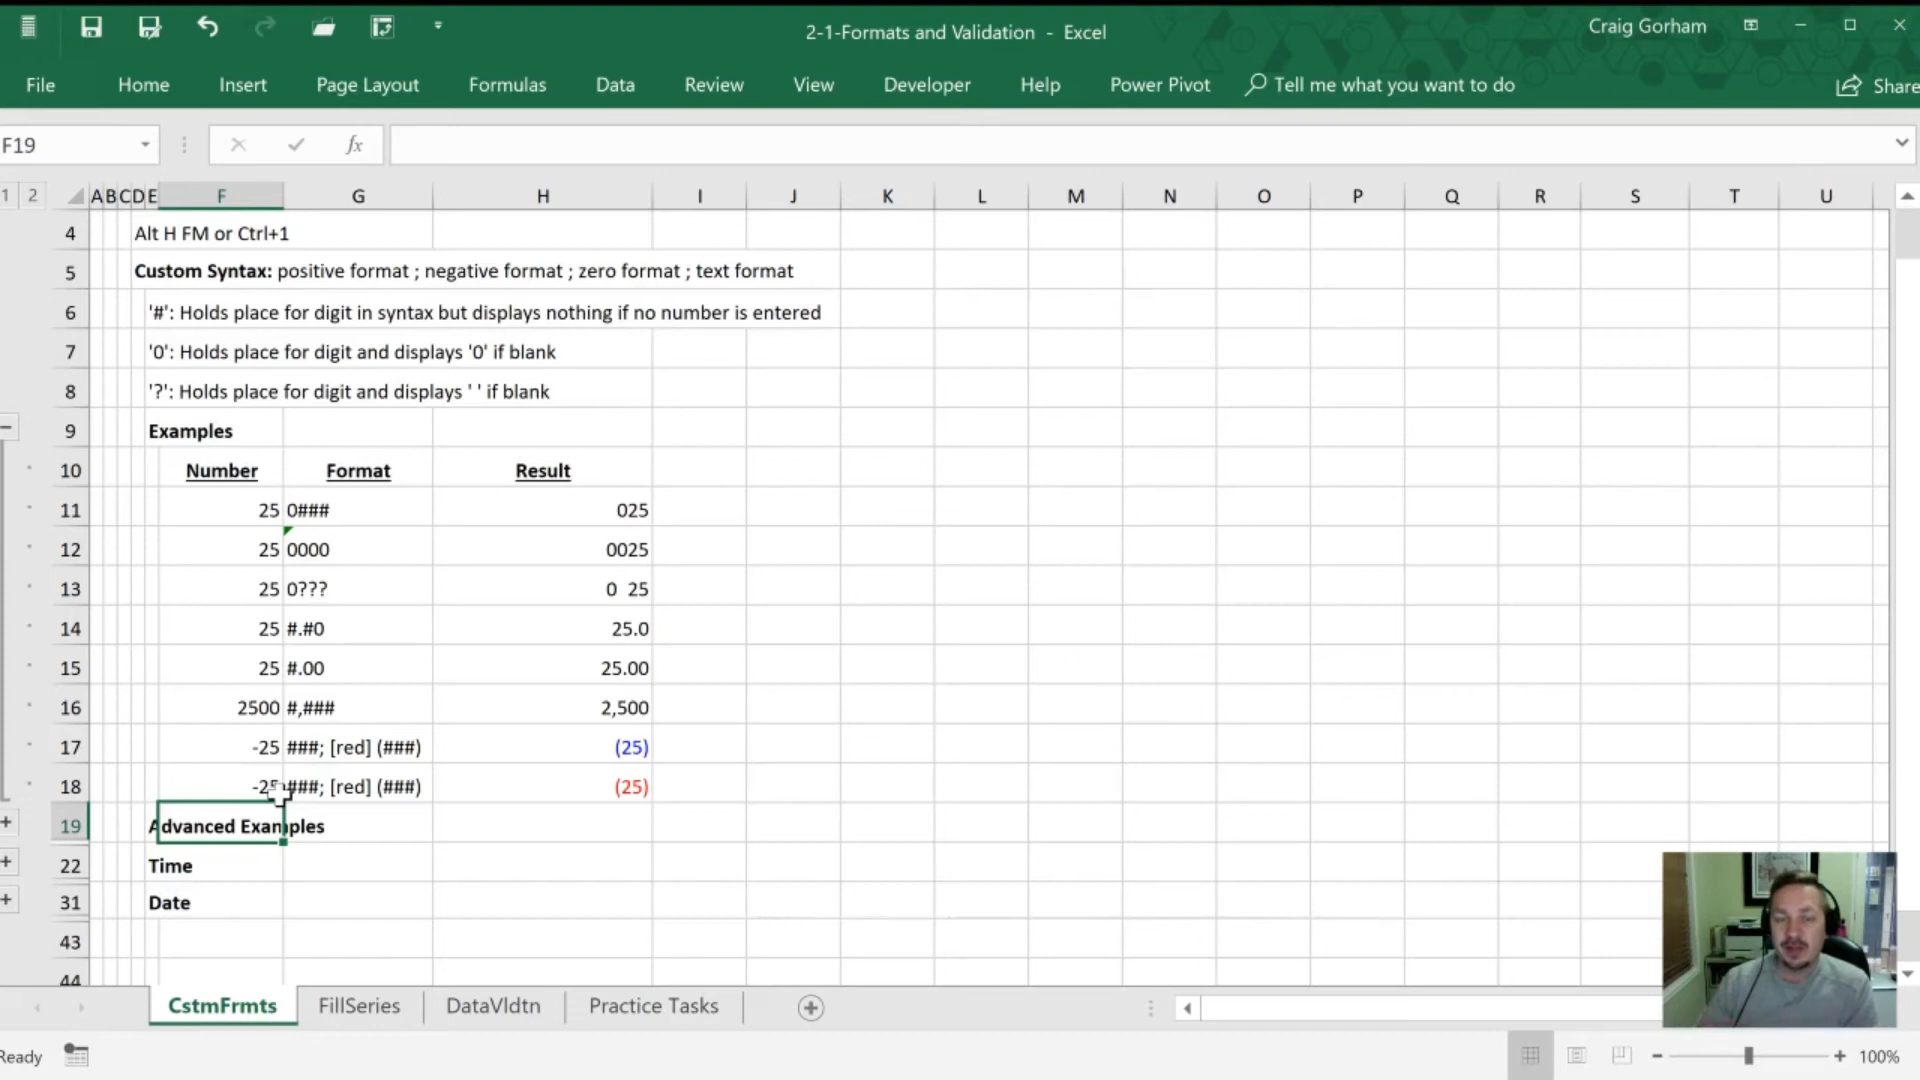 2-1-Formats and Validation - Excel
Craig Gorham
File Home Insert Page Layout Formulas Data Review View Developer Help Power Pivot Tell me what you want to do Share
F19 fx
1 2 A B C D E F G H I J K L M N O P Q R S T U
4 Alt H FM or Ctrl+1
5 Custom Syntax: positive format ; negative format ; zero format ; text format
6 '#': Holds place for digit in syntax but displays nothing if no number is entered
7 '0': Holds place for digit and displays '0' if blank
8 '?': Holds place for digit and displays ' ' if blank
9 Examples
10 Number Format Result
11 25 0### 025
12 25 0000 0025
13 25 0??? 0  25
14 25 #.#0 25.0
15 25 #.00 25.00
16 2500 #,### 2,500
17 -25 ###; [red] (###) (25)
18 -25 ###; [red] (###) (25)
19 Advanced Examples
22 Time
31 Date
43
44
CstmFrmts FillSeries DataVldtn Practice Tasks
Ready 100%